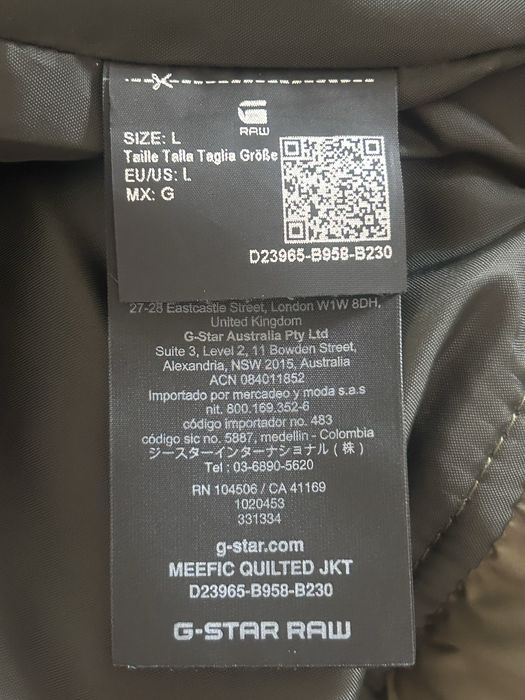 RAW
SIZE: L
Taille Talla Taglia Größe
EU/US: L
MX: G
D23965-B958-B230
27-28 Eastcastle Street, London W1W 8DH,
United Kingdom
G-Star Australia Pty Ltd
Suite 3, Level 2, 11 Bowden Street,
Alexandria, NSW 2015, Australia
ACN 084011852
Importado por mercadeo y moda s.a.s
nit. 800.169.352-6
código importador no. 483
código sic no. 5887, medellin - Colombia
ジースターインターナショナル ( 株 )
Tel : 03-6890-5620
RN 104506 / CA 41169
1020453
331334
g-star.com
MEEFIC QUILTED JKT
D23965-B958-B230
G-STAR RAW